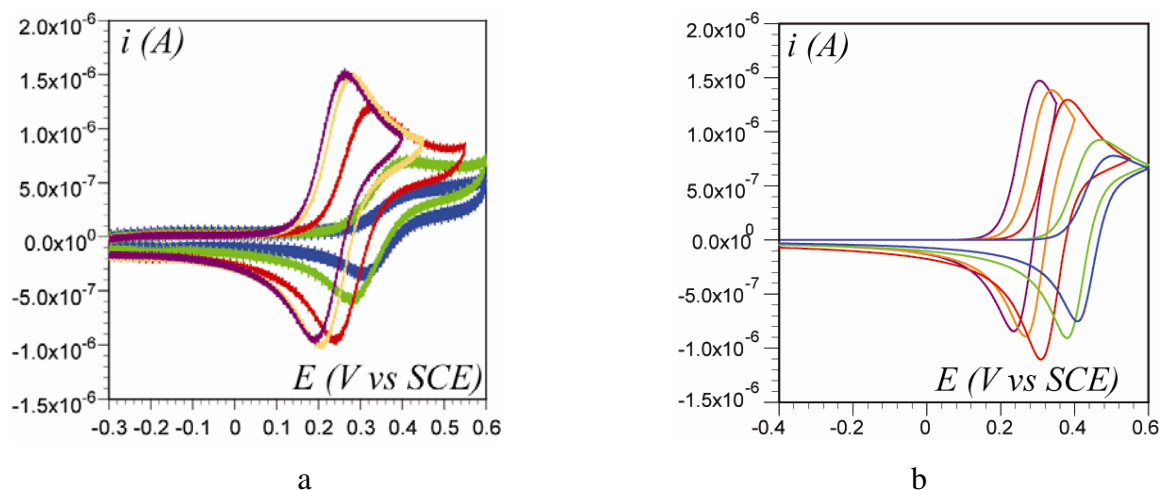 2.0x10-6
i (A)
1.5x10-6
1.0x10-6
5.0x10-7
0.0x100
-5.0x10-7
-1.0x10-6
E (V vs SCE)
-1.5x10-6
-0.3 -0.2 -0.1 0 0.1 0.2 0.3 0.4 0.5 0.6
a
2.0x10-6
i (A)
1.5x10-6
1.0x10-6
5.0x10-7
0.0x100
-5.0x10-7
-1.0x10-6
E (V vs SCE)
-1.5x10-6
-0.4 -0.2 0 0.2 0.4 0.6
b